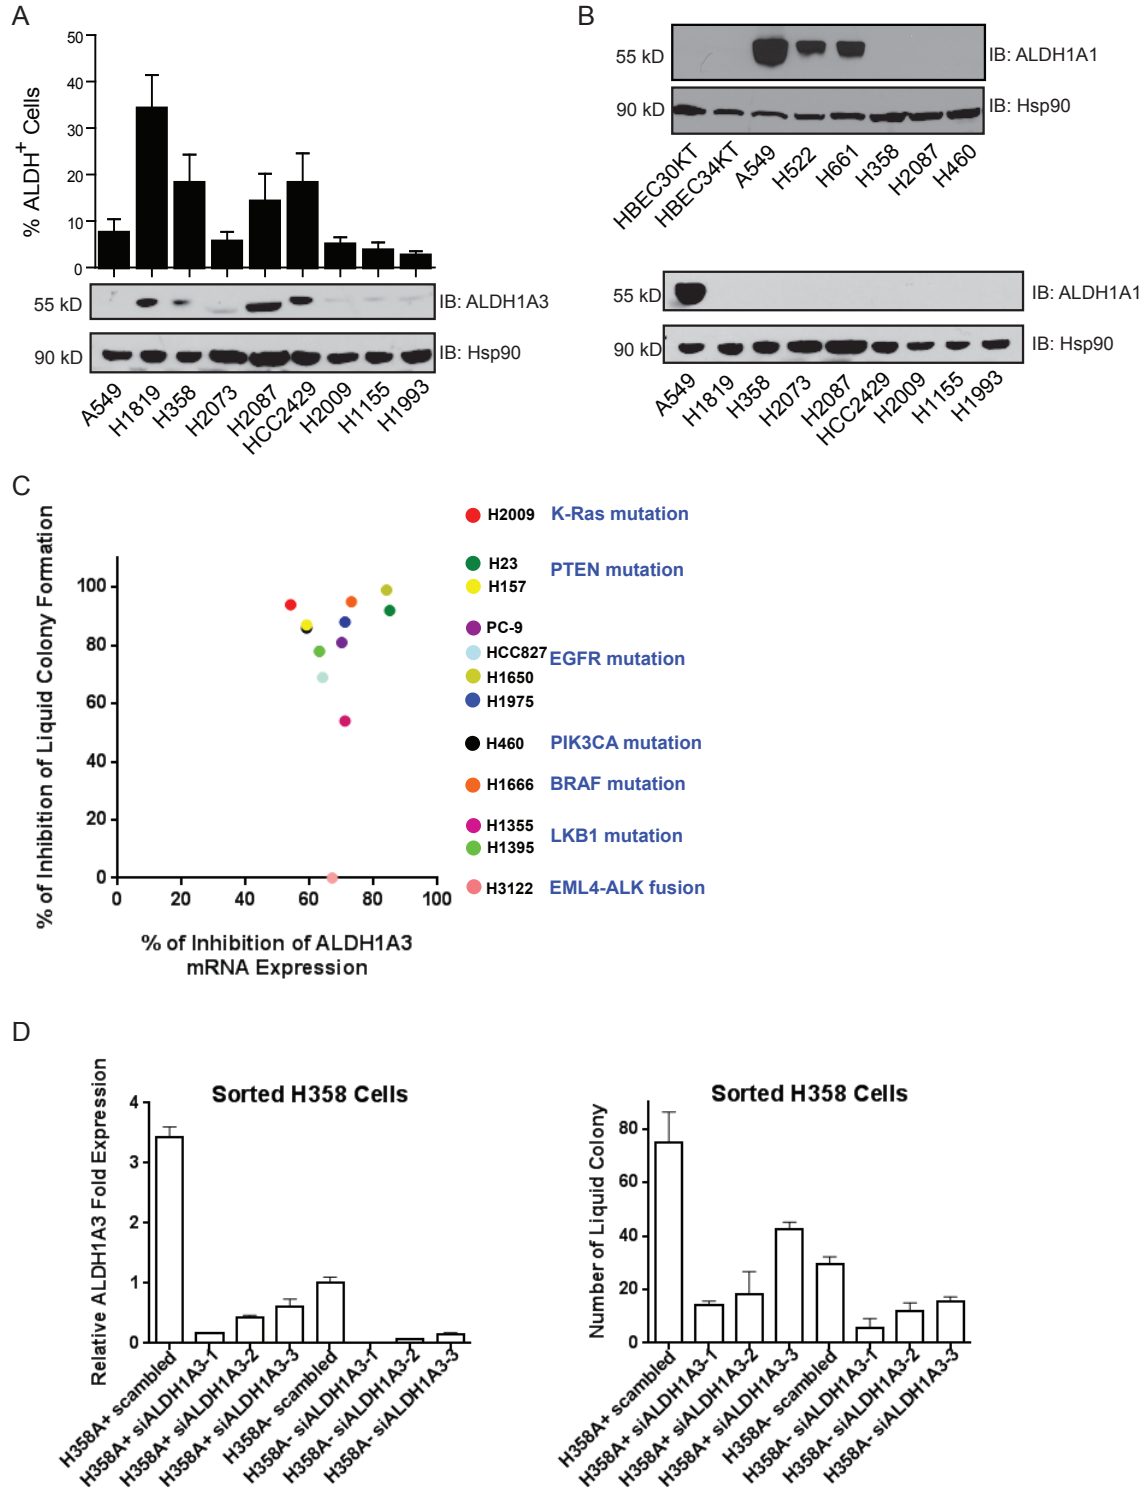 A
50
40
30
20
10
0
% ALDH+ Cells
55 kD
IB: ALDH1A3
90 kD
IB: Hsp90
A549
H1819
H358
H2073
H2087
HCC2429
H2009
H1155
H1993
B
55 kD
IB: ALDH1A1
90 kD
IB: Hsp90
HBEC30KT
HBEC34KT
A549
H522
H661
H358
H2087
H460
55 kD
IB: ALDH1A1
90 kD
IB: Hsp90
A549
H1819
H358
H2073
H2087
HCC2429
H2009
H1155
H1993
C
% of Inhibition of Liquid Colony Formation
100
80
60
40
20
0
0 20 40 60 80 100
% of Inhibition of ALDH1A3
mRNA Expression
H2009 K-Ras mutation
H23
H157
PTEN mutation
PC-9
HCC827
H1650
H1975
EGFR mutation
H460 PIK3CA mutation
H1666 BRAF mutation
H1355
H1395
LKB1 mutation
H3122 EML4-ALK fusion
D
Sorted H358 Cells
Relative ALDH1A3 Fold Expression
4
3
2
1
0
H358A+ scambled
H358A+ siALDH1A3-1
H358A+ siALDH1A3-2
H358A+ siALDH1A3-3
H358A- scambled
H358A- siALDH1A3-1
H358A- siALDH1A3-2
H358A- siALDH1A3-3
Sorted H358 Cells
Number of Liquid Colony
80
60
40
20
0
H358A+ scambled
H358A+ siALDH1A3-1
H358A+ siALDH1A3-2
H358A+ siALDH1A3-3
H358A- scambled
H358A- siALDH1A3-1
H358A- siALDH1A3-2
H358A- siALDH1A3-3